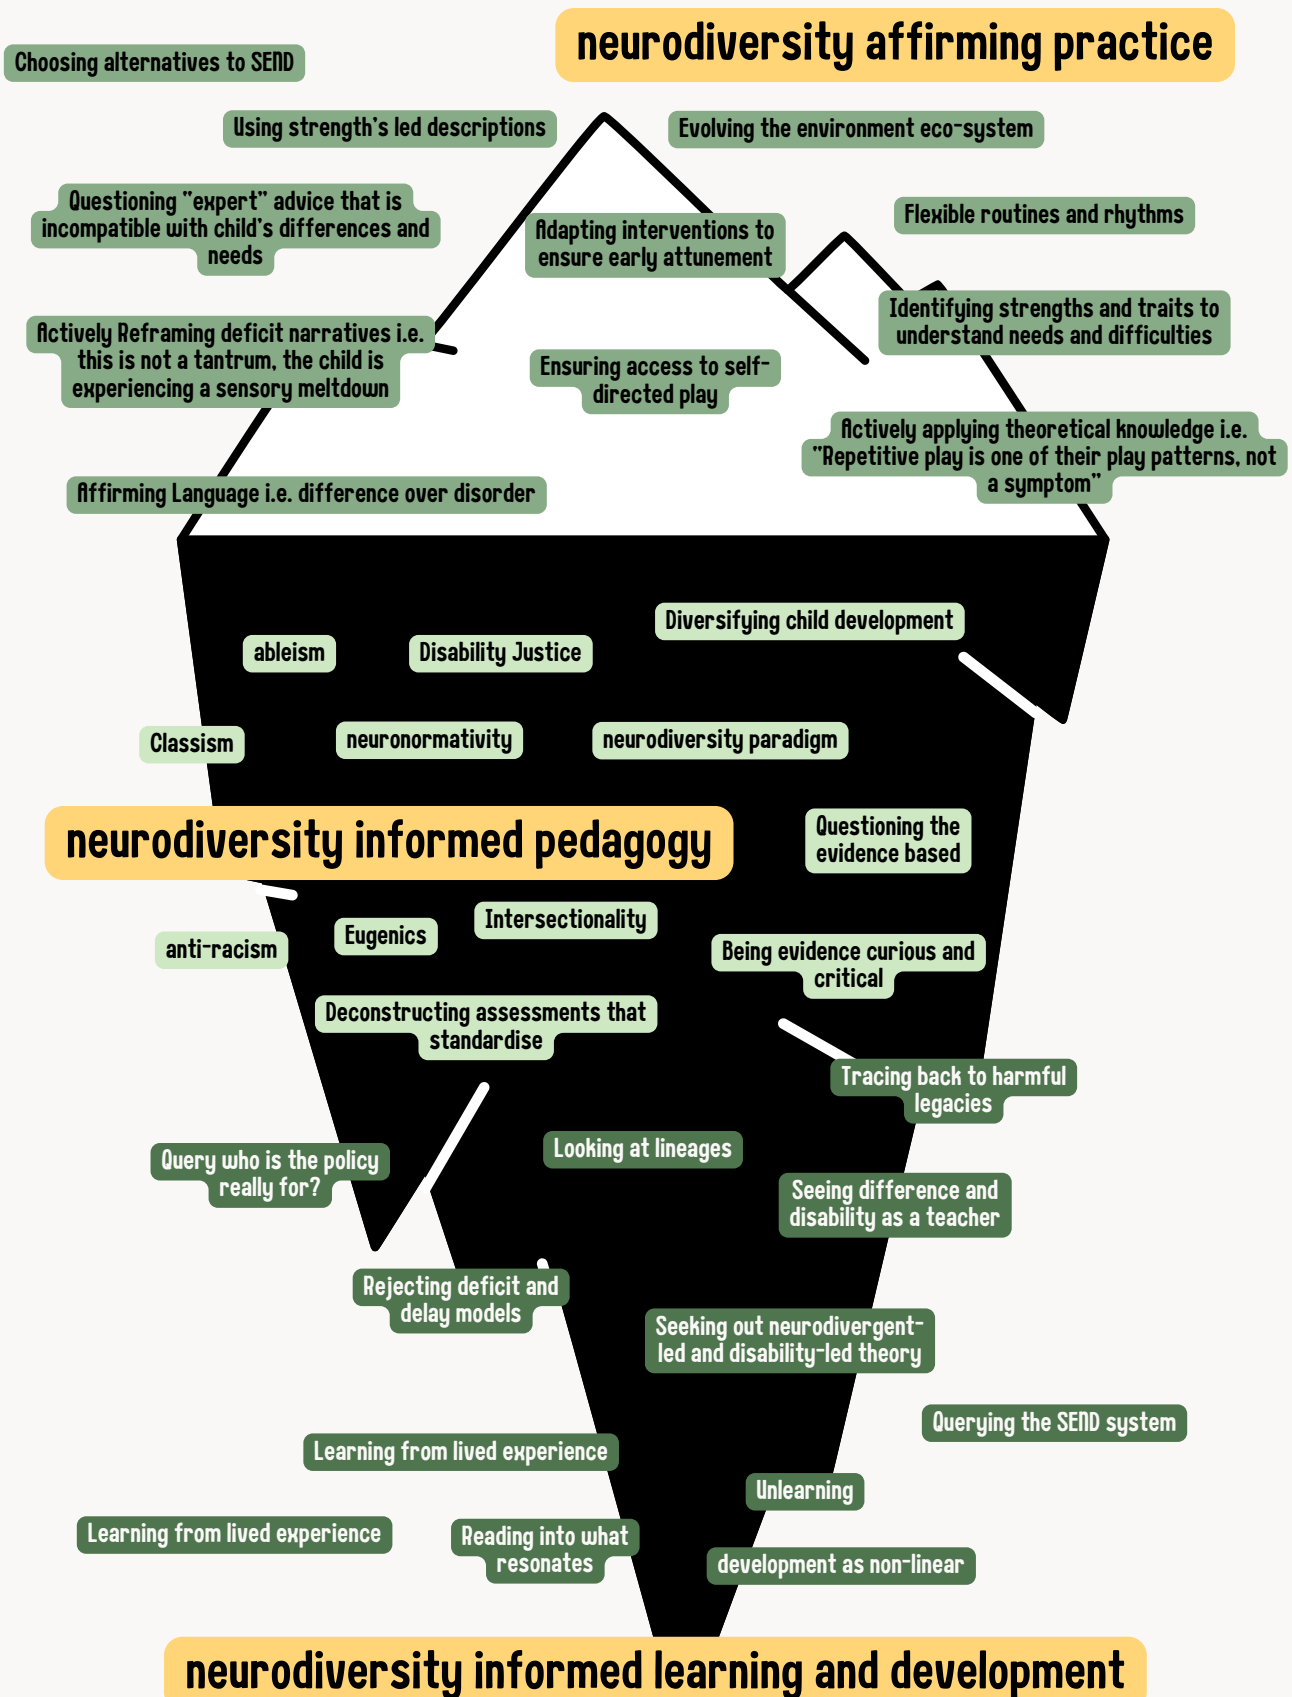 neurodiversity affirming practice
Choosing alternatives to SEND
Using strength's led descriptions
Evolving the environment eco-system
Questioning "expert" advice that is
incompatible with child's differences and
needs
Adapting interventions to
ensure early attunement
Flexible routines and rhythms
Identifying strengths and traits to
understand needs and difficulties
Actively Reframing deficit narratives i.e.
this is not a tantrum, the child is
experiencing a sensory meltdown
Ensuring access to self-
directed play
Actively applying theoretical knowledge i.e.
"Repetitive play is one of their play patterns, not
a symptom"
Affirming Language i.e. difference over disorder
Diversifying child development
ableism
Disability Justice
Classism
neuronormativity
neurodiversity paradigm
neurodiversity informed pedagogy
Questioning the
evidence based
Intersectionality
Eugenics
anti-racism
Being evidence curious and
critical
Deconstructing assessments that
standardise
Tracing back to harmful
legacies
Looking at lineages
Query who is the policy
really for?
Seeing difference and
disability as a teacher
Rejecting deficit and
delay models
Seeking out neurodivergent-
led and disability-led theory
Querying the SEND system
Learning from lived experience
Unlearning
Learning from lived experience
Reading into what
resonates
development as non-linear
neurodiversity informed learning and development